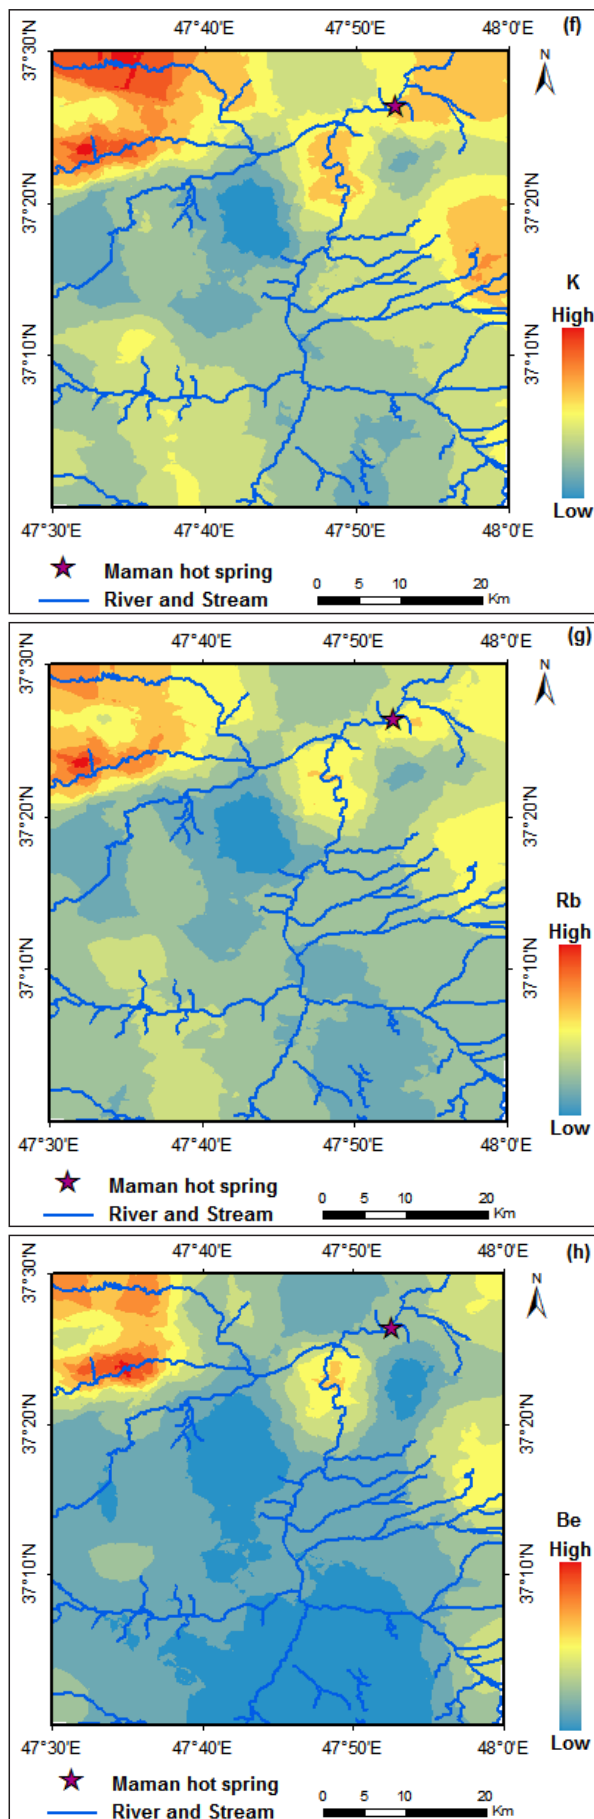 (f)
47°40'E 47°50'E 48°0'E
37°30'N
N
37°20'N 37°20'N
K
High
37°10'N 37°10'N
Low
47°30'E 47°40'E 47°50'E 48°0'E
Maman hot spring
0 5 10 20
Km
River and Stream
(g)
47°40'E 47°50'E
37°30'N
N
37°20'N 37°20'N
Rb
High
37°10'N 37°10'N
Low
47°30'E 47°40'E 47°50'E 48°0'E
Maman hot spring
0 5 10 20
Km
River and Stream
(h)
47°40'E 47°50'E
37°30'N
N
37°20'N 37°20'N
Be
High
37°10'N 37°10'N
Low
47°30'E 47°40'E 47°50'E 48°0'E
Maman hot spring
0 5 10 20
Km
River and Stream